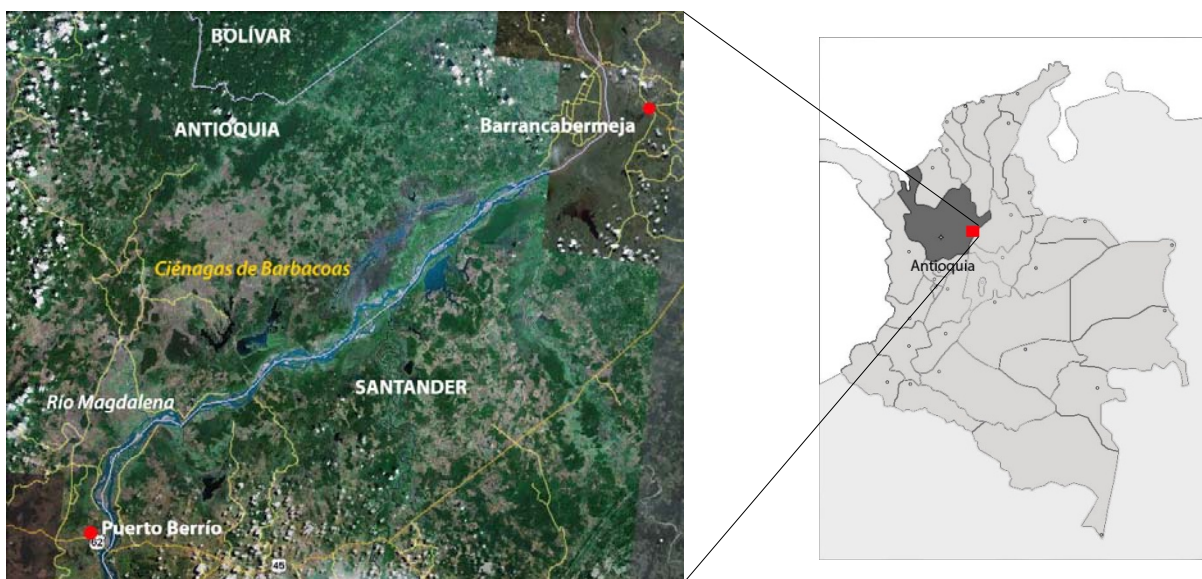 BOLÍVAR
ANTIOQUIA
Barrancabermeja
Ciénagas de Barbacoas
SANTANDER
Río Magdalena
Puerto Berrío
62
45
Antioquia